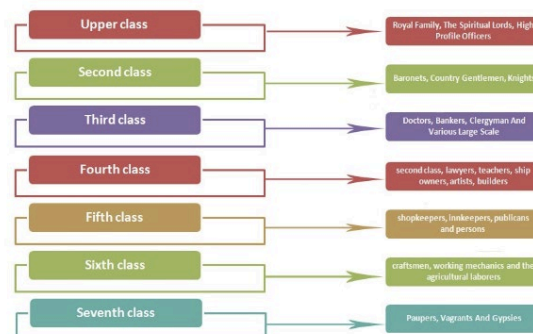 Upper class
Royal Family, The Spiritual Lords, High
Profile Officers
Second class
Baronets, Country Gentlemen, Knights
Third class
Doctors, Bankers, Clergyman And
Various Large Scale
Fourth class
second class, lawyers, teachers, ship
owners, artists, builders
Fifth class
shopkeepers, innkeepers, publicans
and persons
Sixth class
craftsmen, working mechanics and the
agricultural laborers
Seventh class
Paupers, Vagrants And Gypsies